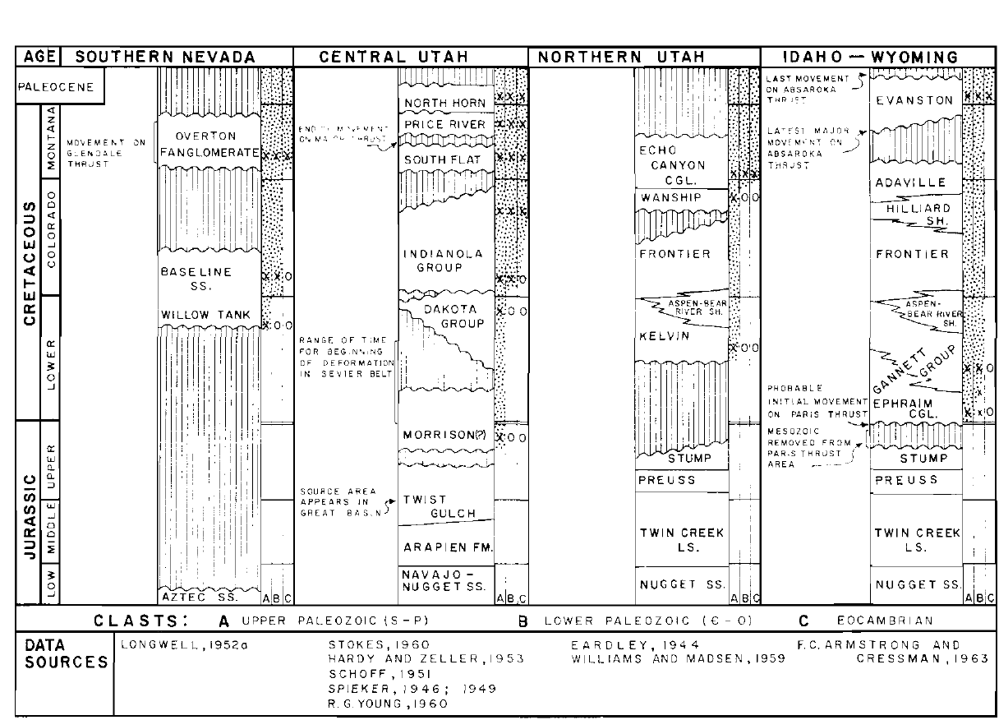 AGE SOUTHERN NEVADA CENTRAL UTAH NORTHERN UTAH IDAHO — WYOMING
PALEOCENE
CRETACEOUS
MONTANA
COLORADO
LOWER
JURASSIC
UPPER
MIDDLE
LOW
MOVEMENT ON
GLENDALE
THRUST
OVERTON
FANGLOMERATE
X X X
BASELINE
SS.
X X O
WILLOW TANK
X O O
AZTEC SS.
A B C
END OF MOVEMENT
ON MAJOR THRUST
RANGE OF TIME
FOR BEGINNING
OF DEFORMATION
IN SEVIER BELT
SOURCE AREA
APPEARS IN
GREAT BASIN
NORTH HORN
X X X
PRICE RIVER
X X X
SOUTH FLAT
X X X
X X X
INDIANOLA
GROUP
X X O
DAKOTA
GROUP
X O O
MORRISON(?)
X O O
TWIST
GULCH
ARAPIEN FM.
NAVAJO –
NUGGET SS.
A B C
ECHO
CANYON
CGL.
X X X
WANSHIP
X O O
FRONTIER
ASPEN-BEAR
RIVER SH.
KELVIN
X O O
STUMP
PREUSS
TWIN CREEK
LS.
NUGGET SS.
A B C
LAST MOVEMENT
ON ABSAROKA
THRUST
LATEST MAJOR
MOVEMENT ON
ABSAROKA
THRUST
PROBABLE
INITIAL MOVEMENT
ON PARIS THRUST
MESOZOIC
REMOVED FROM
PARIS THRUST
AREA
X X X
EVANSTON
ADAVILLE
HILLIARD
SH.
FRONTIER
ASPEN-
BEAR RIVER
SH.
GANNETT
GROUP
X X O
X
EPHRAIM
CGL.
X X O
STUMP
PREUSS
TWIN CREEK
LS.
NUGGET SS.
A B C
CLASTS: A UPPER PALEOZOIC (S – P) B LOWER PALEOZOIC (Є – O) C EOCAMBRIAN
DATA
SOURCES
LONGWELL, 1952a
STOKES, 1960
HARDY AND ZELLER, 1953
SCHOFF, 1951
SPIEKER, 1946; 1949
R.G. YOUNG, 1960
EARDLEY, 1944
WILLIAMS AND MADSEN, 1959
F.C. ARMSTRONG AND
CRESSMAN, 1963